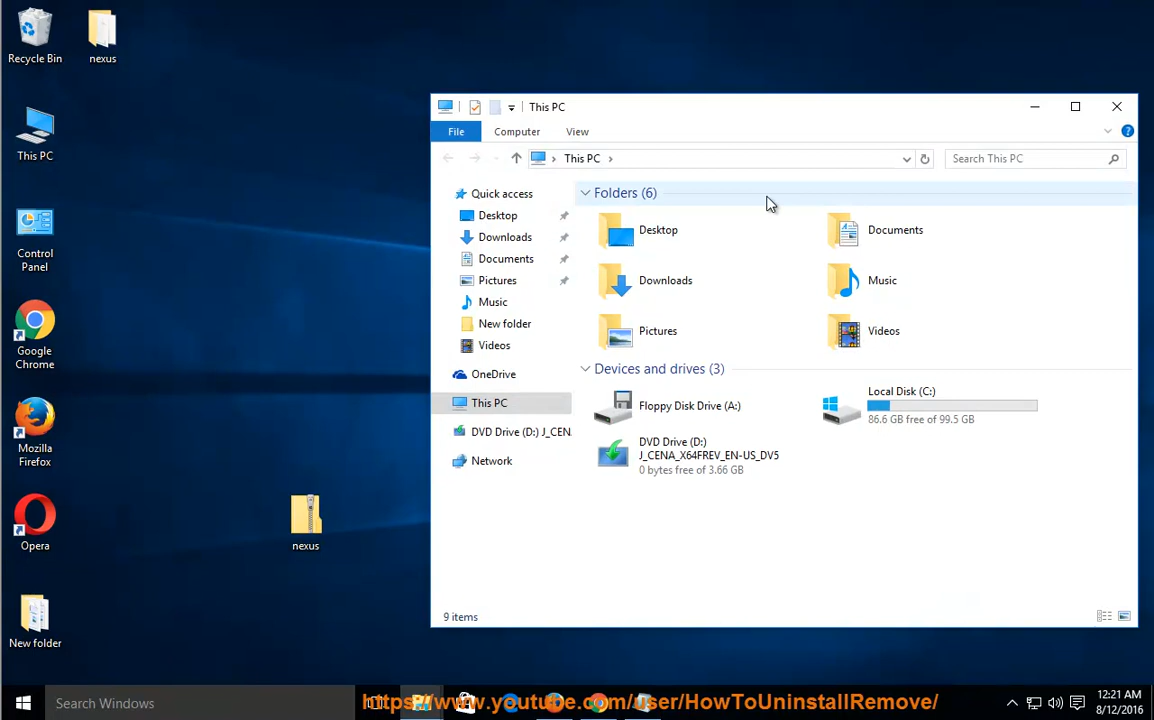 Recycle Bin
nexus
This PC
Control
Panel
Google
Chrome
Mozilla
Firefox
Opera
New folder
nexus
This PC
File
Computer
View
This PC
Search This PC
Quick access
Desktop
Downloads
Documents
Pictures
Music
New folder
Videos
OneDrive
This PC
DVD Drive (D:) J_CEN
Network
Folders (6)
Desktop
Documents
Downloads
Music
Pictures
Videos
Devices and drives (3)
Floppy Disk Drive (A:)
Local Disk (C:)
86.6 GB free of 99.5 GB
DVD Drive (D:)
J_CENA_X64FREV_EN-US_DV5
0 bytes free of 3.66 GB
9 items
Search Windows
https://www.youtube.com/user/HowToUninstallRemove/
12:21 AM
8/12/2016